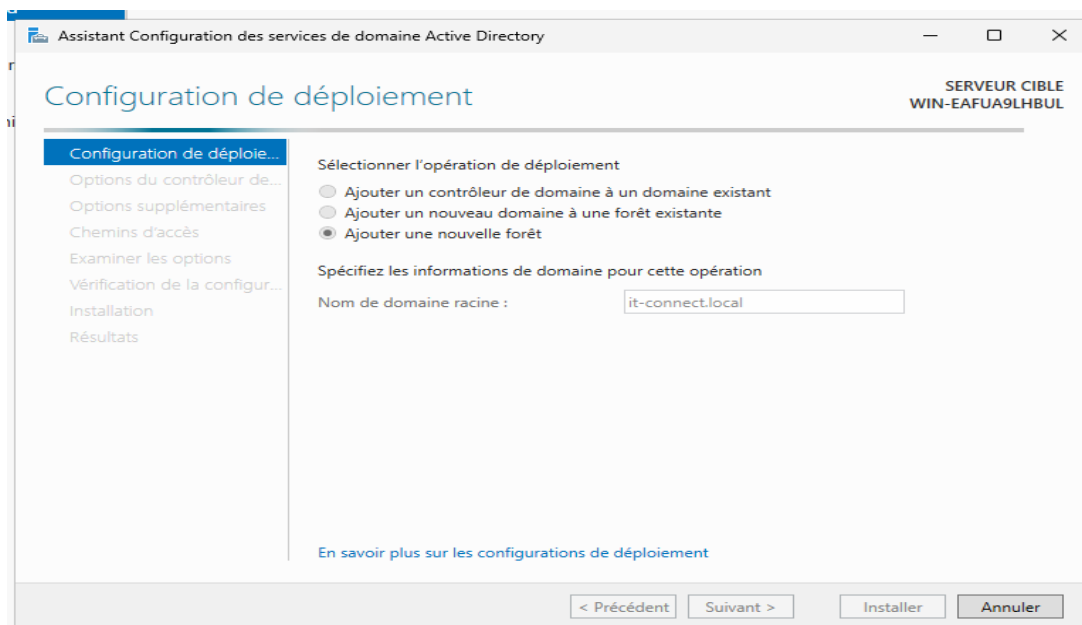 Assistant Configuration des services de domaine Active Directory
Configuration de déploiement
SERVEUR CIBLE
WIN-EAFUA9LHBUL
Configuration de déploie...
Options du contrôleur de...
Options supplémentaires
Chemins d'accès
Examiner les options
Vérification de la configur...
Installation
Résultats
Sélectionner l'opération de déploiement
Ajouter un contrôleur de domaine à un domaine existant
Ajouter un nouveau domaine à une forêt existante
Ajouter une nouvelle forêt
Spécifiez les informations de domaine pour cette opération
Nom de domaine racine : it-connect.local
En savoir plus sur les configurations de déploiement
< Précédent Suivant > Installer Annuler